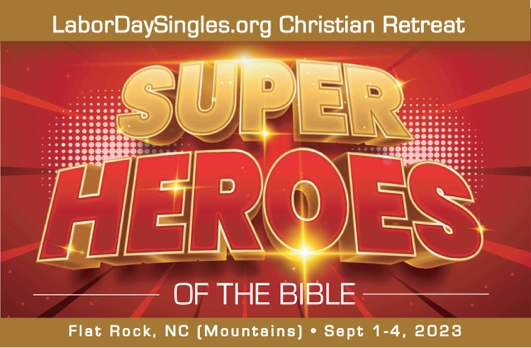 LaborDaySingles.org Christian Retreat
SUPER
HEROES
OF THE BIBLE
Flat Rock, NC (Mountains) • Sept 1-4, 2023